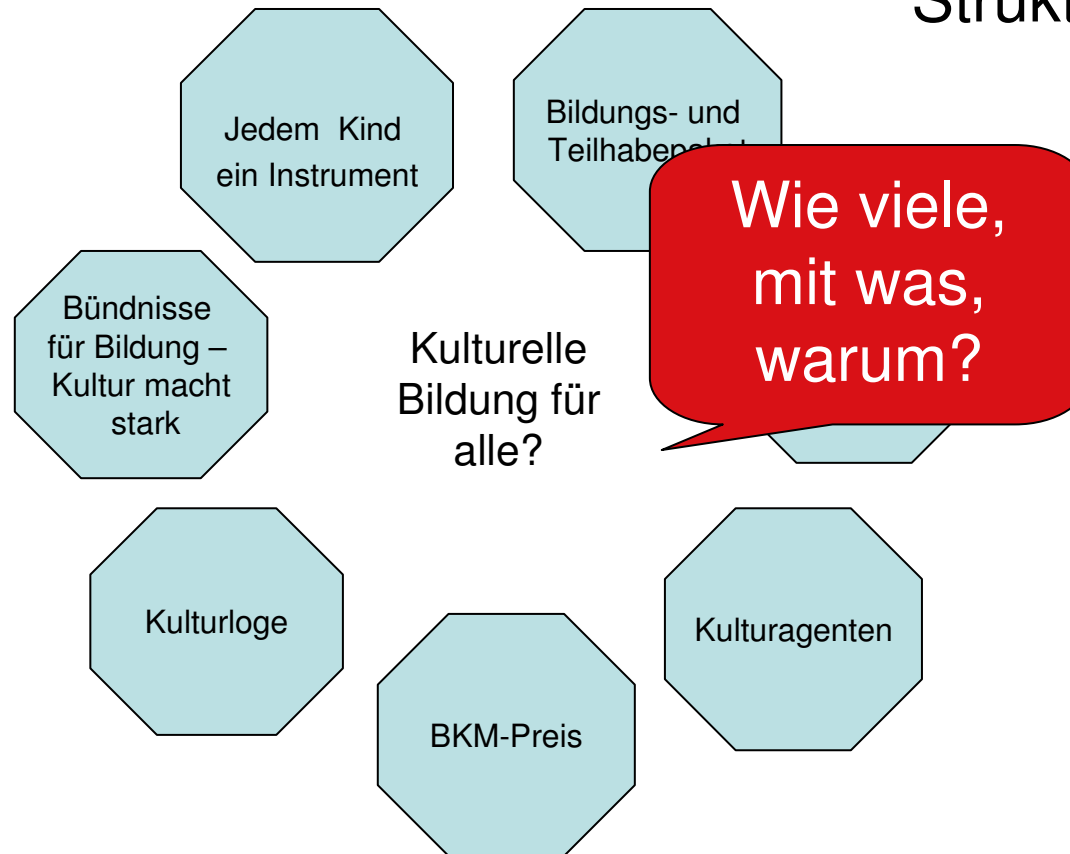 Jedem Kind
ein Instrument
Bildungs- und
Wie viele,
mit was,
warum?
Bündnisse
für Bildung –
Kultur macht
stark
Kulturelle
Bildung für
alle?
Kulturloge
Kulturagenten
BKM-Preis